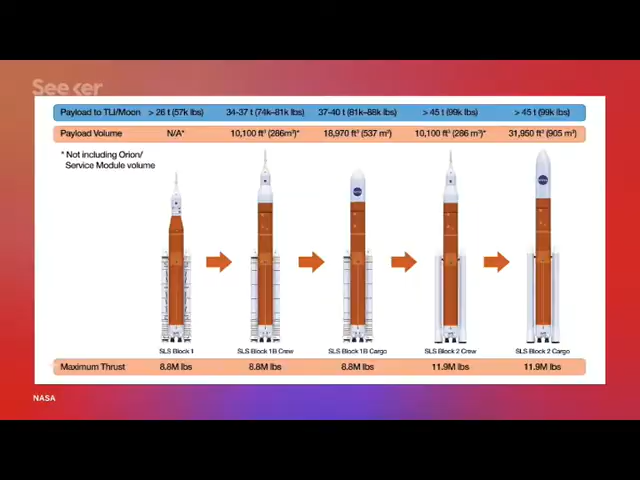 Seeker
Payload to TLI/Moon > 26 t (57k lbs) 34-37 t (74k-81k lbs) 37-40 t (81k-88k lbs) > 45 t (99k lbs) > 45 t (99k lbs)
Payload Volume N/A* 10,100 ft³ (286m³)* 18,970 ft³ (537 m³) 10,100 ft³ (286 m³)* 31,950 ft³ (905 m³)
* Not including Orion/
Service Module volume
SLS Block 1 SLS Block 1B Crew SLS Block 1B Cargo SLS Block 2 Crew SLS Block 2 Cargo
Maximum Thrust 8.8M lbs 8.8M lbs 8.8M lbs 11.9M lbs 11.9M lbs
NASA